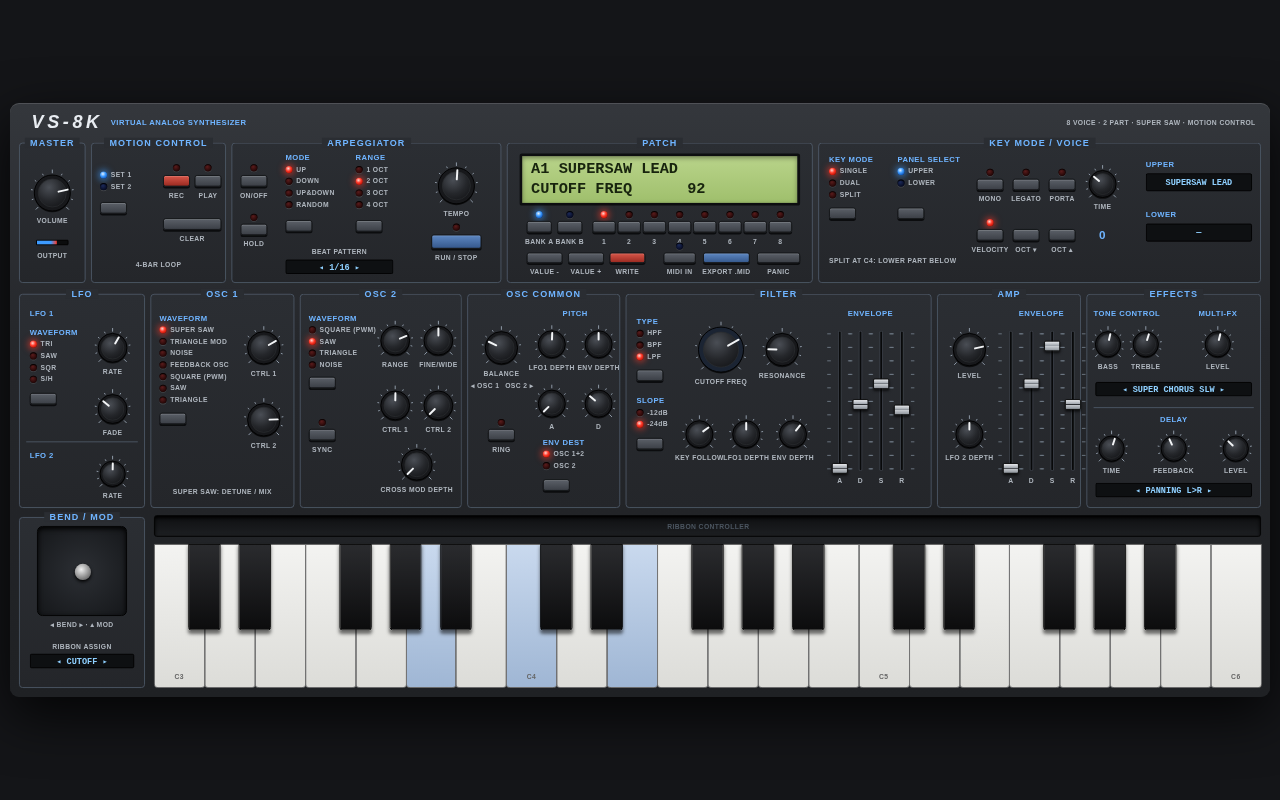 VS-8K VIRTUAL ANALOG SYNTHESIZER
8 VOICE · 2 PART · SUPER SAW · MOTION CONTROL
MASTER
VOLUME
OUTPUT
MOTION CONTROL
SET 1
SET 2
REC PLAY
CLEAR
4-BAR LOOP
ARPEGGIATOR
ON/OFF
HOLD
MODE
UP
DOWN
UP&DOWN
RANDOM
RANGE
1 OCT
2 OCT
3 OCT
4 OCT
BEAT PATTERN
◂ 1/16 ▸
TEMPO
RUN / STOP
PATCH
A1 SUPERSAW LEAD
CUTOFF FREQ 92
BANK A BANK B 1 2 3 4 5 6 7 8
VALUE - VALUE + WRITE MIDI IN EXPORT .MID PANIC
KEY MODE / VOICE
KEY MODE
SINGLE
DUAL
SPLIT
PANEL SELECT
UPPER
LOWER
SPLIT AT C4: LOWER PART BELOW
MONO LEGATO PORTA
TIME
VELOCITY OCT ▾ OCT ▴
0
UPPER
SUPERSAW LEAD
LOWER
—
LFO
LFO 1
WAVEFORM
TRI
SAW
SQR
S/H
RATE
FADE
LFO 2
RATE
OSC 1
WAVEFORM
SUPER SAW
TRIANGLE MOD
NOISE
FEEDBACK OSC
SQUARE (PWM)
SAW
TRIANGLE
CTRL 1
CTRL 2
SUPER SAW: DETUNE / MIX
OSC 2
WAVEFORM
SQUARE (PWM)
SAW
TRIANGLE
NOISE
SYNC
RANGE FINE/WIDE
CTRL 1 CTRL 2
CROSS MOD DEPTH
OSC COMMON
BALANCE
◂ OSC 1 OSC 2 ▸
RING
PITCH
LFO1 DEPTH ENV DEPTH
A D
ENV DEST
OSC 1+2
OSC 2
FILTER
TYPE
HPF
BPF
LPF
SLOPE
-12dB
-24dB
CUTOFF FREQ RESONANCE
KEY FOLLOW LFO1 DEPTH ENV DEPTH
ENVELOPE
A D S R
AMP
LEVEL
LFO 2 DEPTH
ENVELOPE
A D S R
EFFECTS
TONE CONTROL MULTI-FX
BASS TREBLE LEVEL
◂ SUPER CHORUS SLW ▸
DELAY
TIME FEEDBACK LEVEL
◂ PANNING L>R ▸
BEND / MOD
◂ BEND ▸ · ▴ MOD
RIBBON ASSIGN
◂ CUTOFF ▸
RIBBON CONTROLLER
C3 C4 C5 C6